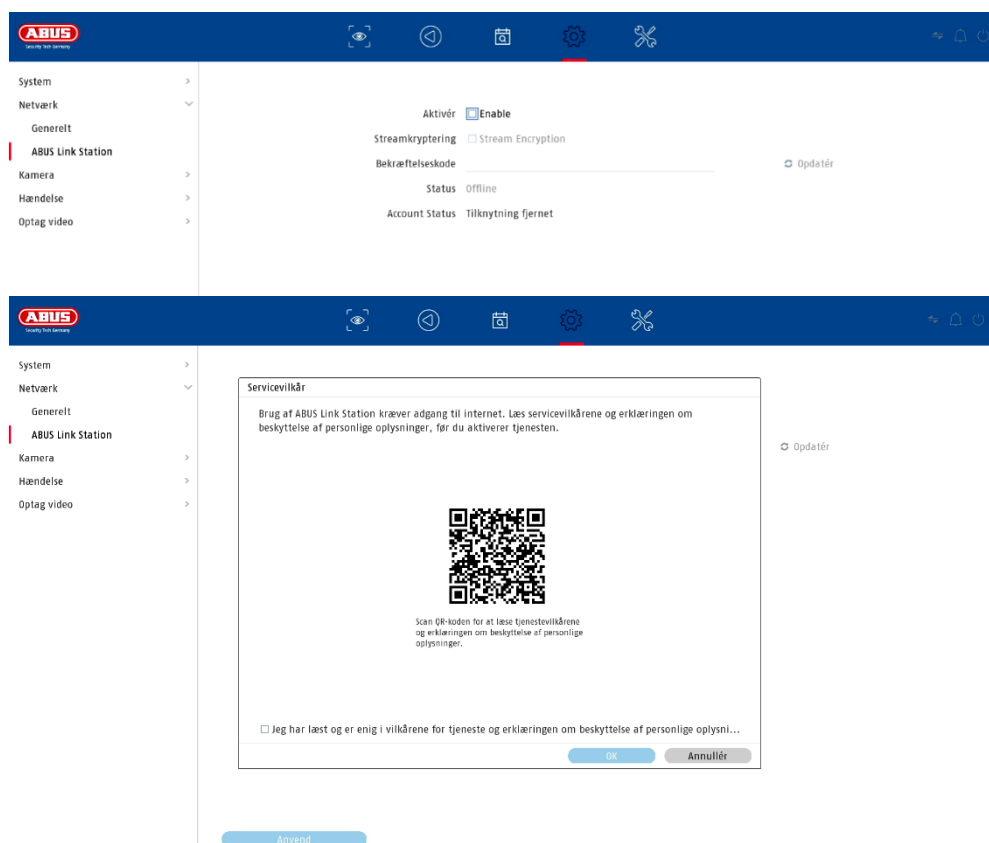 ABUS
Security Tech Germany
System
Netværk
Generelt
ABUS Link Station
Kamera
Hændelse
Optag video
Aktivér Enable
Streamkryptering Stream Encryption
Bekræftelseskode Opdatér
Status Offline
Account Status Tilknytning fjernet
ABUS
Security Tech Germany
System
Netværk
Generelt
ABUS Link Station
Kamera
Hændelse
Optag video
Servicevilkår
Brug af ABUS Link Station kræver adgang til internet. Læs servicevilkårene og erklæringen om
beskyttelse af personlige oplysninger, før du aktiverer tjenesten.
Opdatér
Scan QR-koden for at læse tjenestevilkårene
og erklæringen om beskyttelse af personlige
oplysninger.
Jeg har læst og er enig i vilkårene for tjeneste og erklæringen om beskyttelse af personlige oplysni...
OK Annullér
Anvend